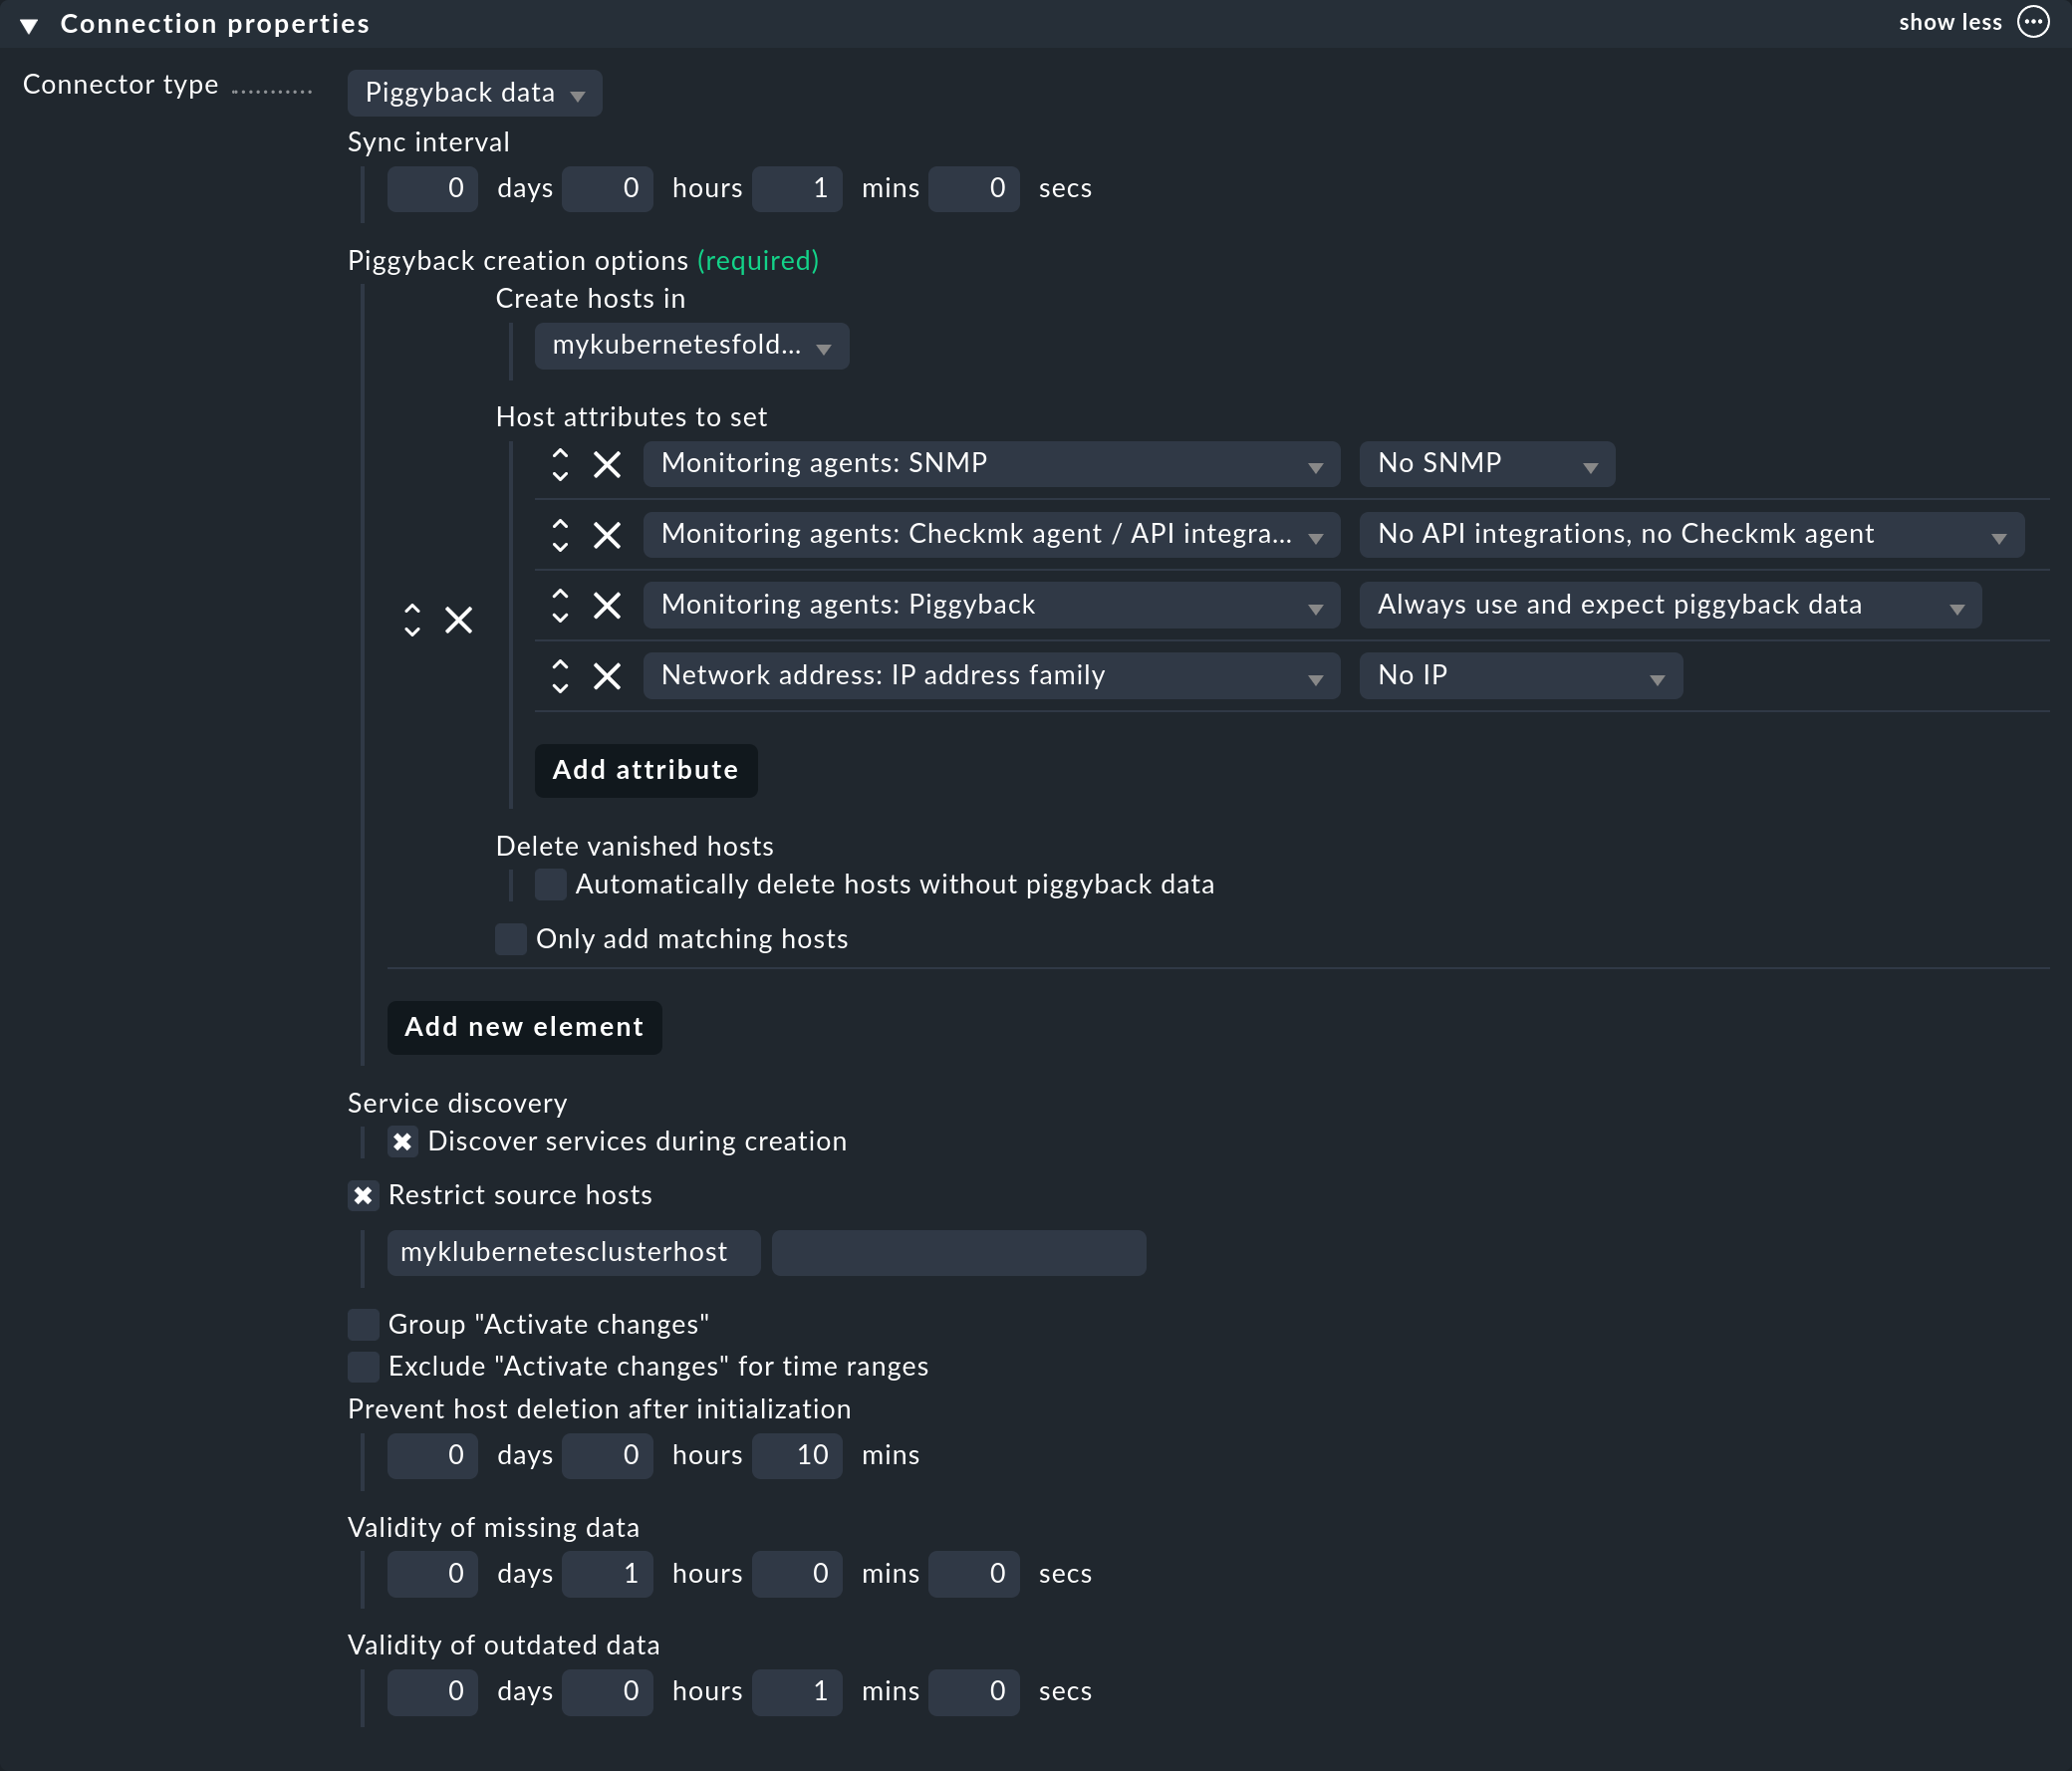 Connection properties show less
Connector type Piggyback data
Sync interval
0 days 0 hours 1 mins 0 secs
Piggyback creation options (required)
Create hosts in
mykubernetesfold...
Host attributes to set
Monitoring agents: SNMP No SNMP
Monitoring agents: Checkmk agent / API integra... No API integrations, no Checkmk agent
Monitoring agents: Piggyback Always use and expect piggyback data
Network address: IP address family No IP
Add attribute
Delete vanished hosts
Automatically delete hosts without piggyback data
Only add matching hosts
Add new element
Service discovery
Discover services during creation
Restrict source hosts
myklubernetesclusterhost
Group "Activate changes"
Exclude "Activate changes" for time ranges
Prevent host deletion after initialization
0 days 0 hours 10 mins
Validity of missing data
0 days 1 hours 0 mins 0 secs
Validity of outdated data
0 days 0 hours 1 mins 0 secs